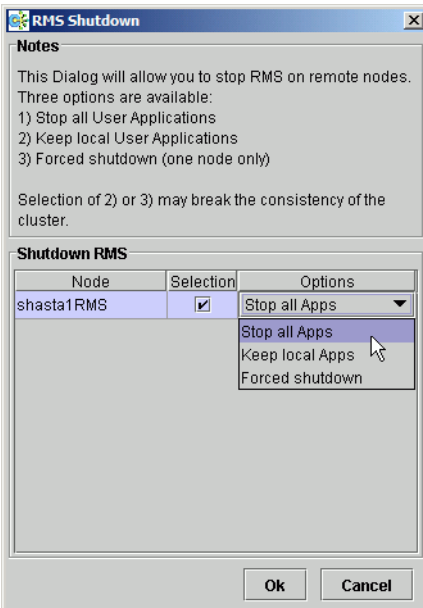 RMS Shutdown
Notes
This Dialog will allow you to stop RMS on remote nodes.
Three options are available:
1) Stop all User Applications
2) Keep local User Applications
3) Forced shutdown (one node only)
Selection of 2) or 3) may break the consistency of the
cluster.
Shutdown RMS
Node Selection Options
shasta1RMS Stop all Apps
Stop all Apps
Keep local Apps
Forced shutdown
Ok Cancel